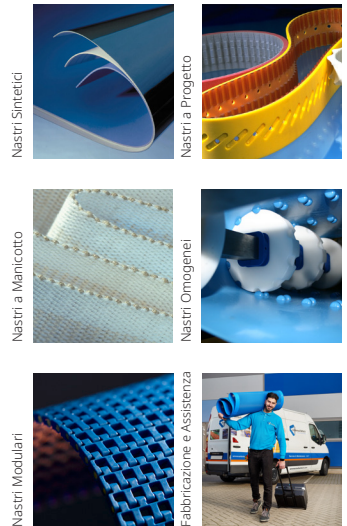 Nastri Sintetici
Nastri a Progetto
Nastri a Manicotto
Nastri Omogenei
Nastri Modulari
Fabbricazione e Assistenza